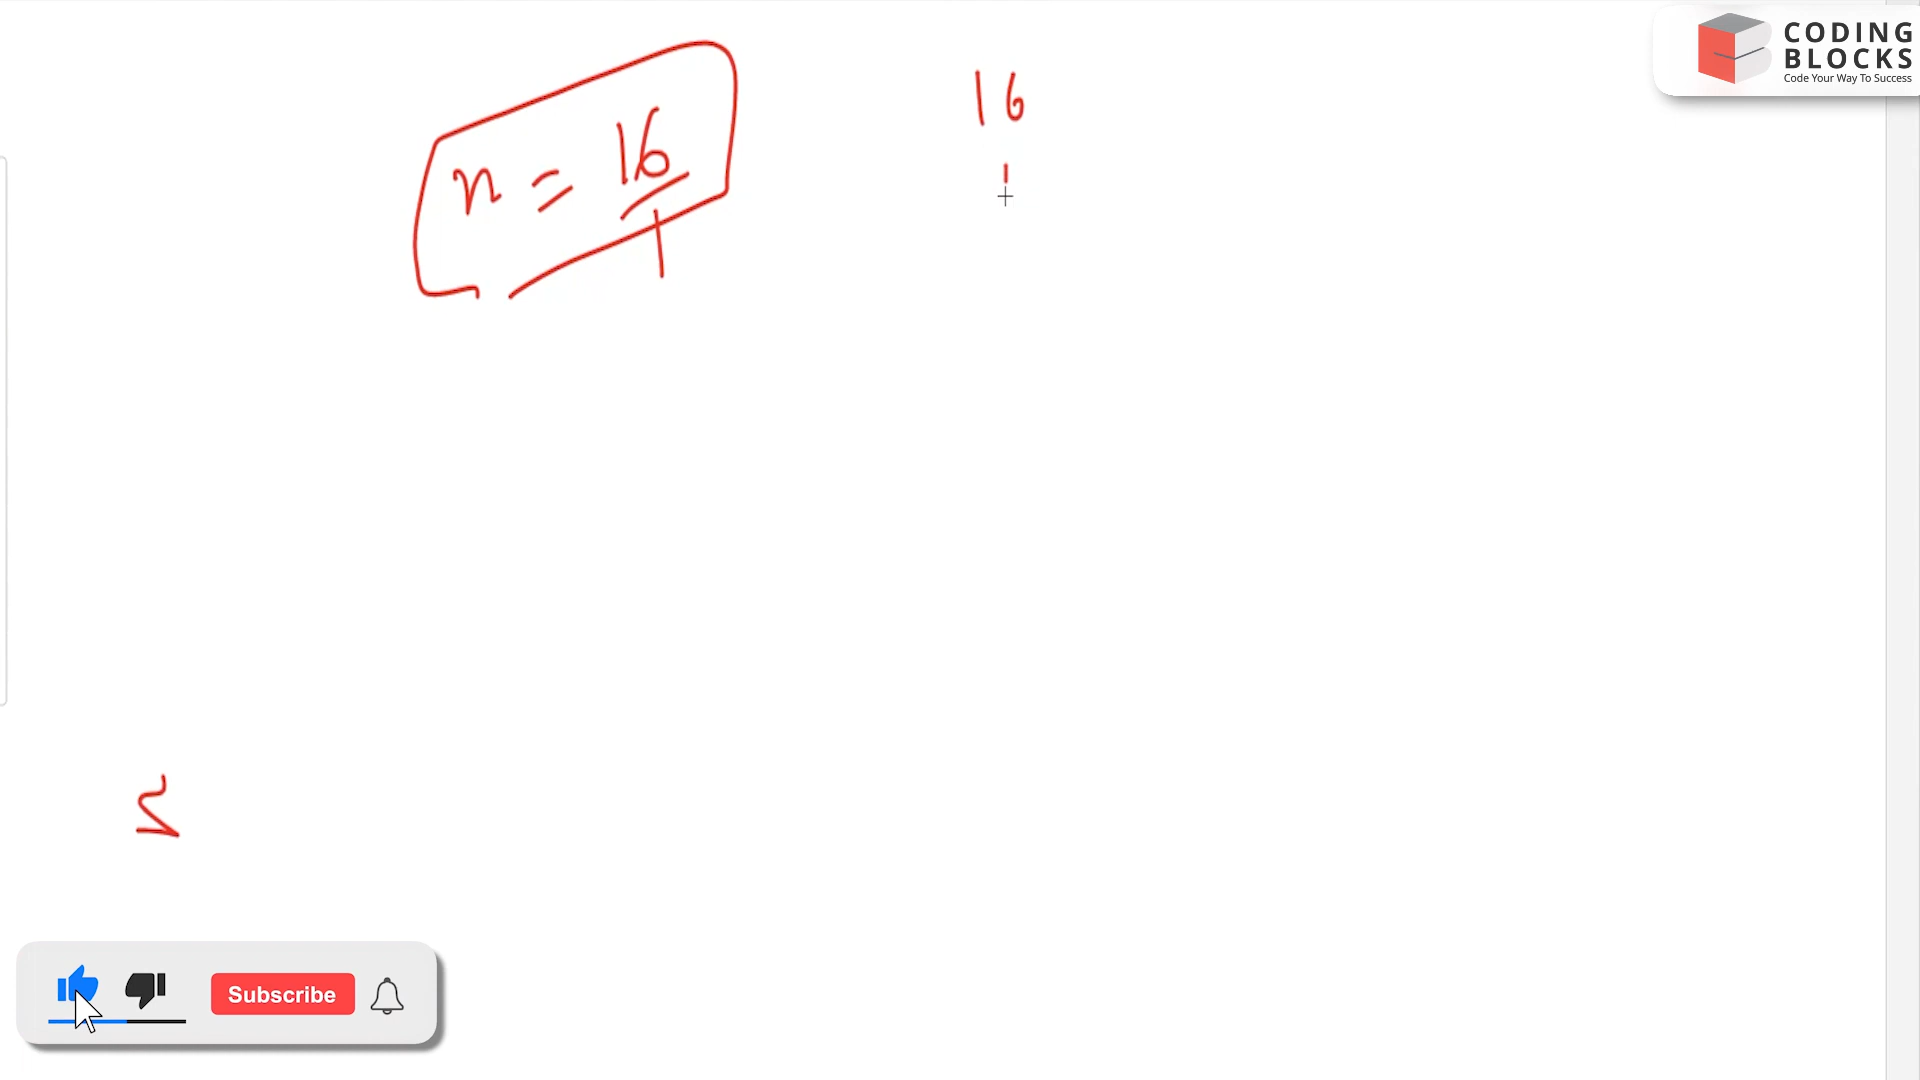 n = 16
16
CODING
BLOCKS
Code Your Way To Success
Subscribe